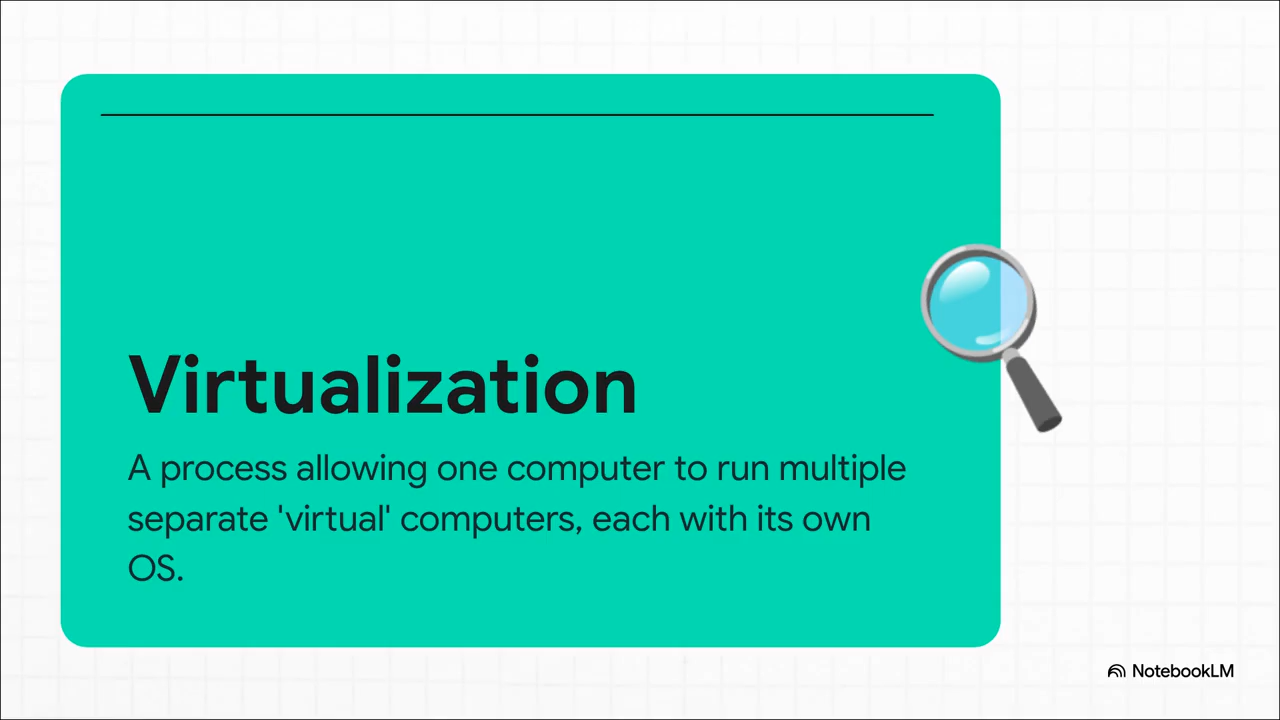 Virtualization
A process allowing one computer to run multiple
separate 'virtual' computers, each with its own
OS.
NotebookLM